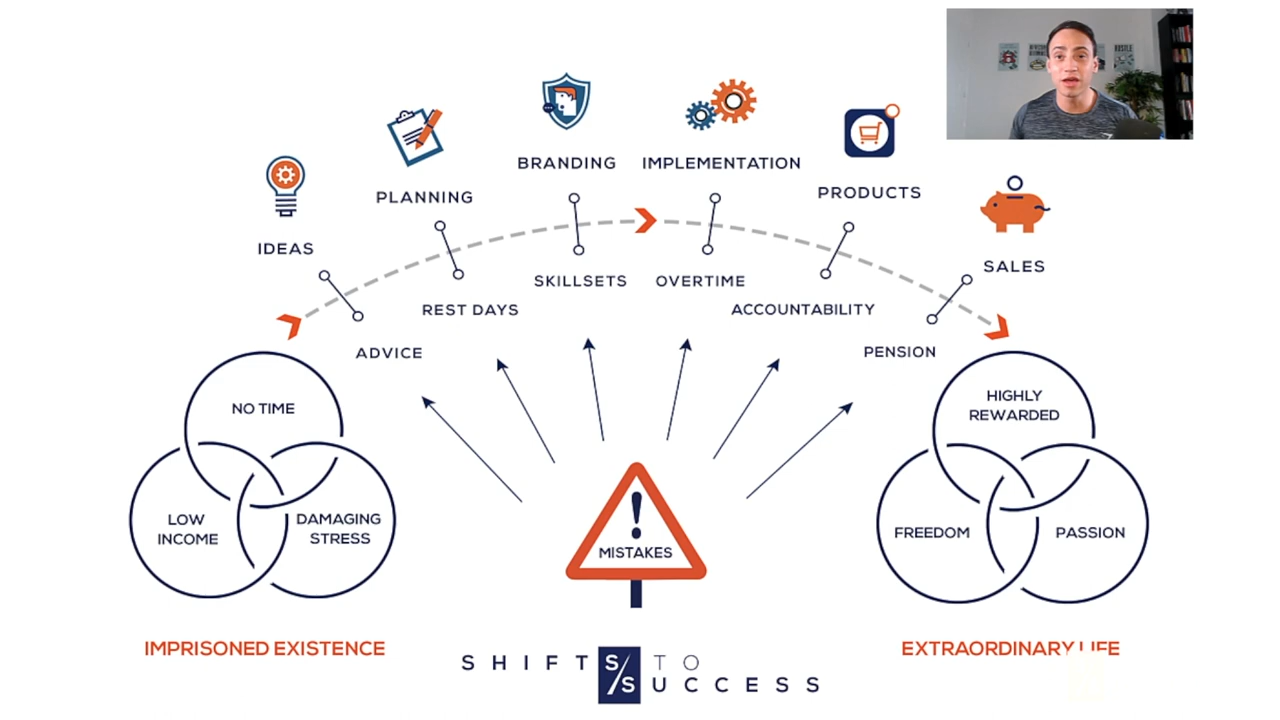 BRANDING
IMPLEMENTATION
PLANNING
PRODUCTS
IDEAS
SALES
SKILLSETS
OVERTIME
REST DAYS
ACCOUNTABILITY
ADVICE
PENSION
NO TIME
LOW
INCOME
DAMAGING
STRESS
MISTAKES
HIGHLY
REWARDED
FREEDOM
PASSION
IMPRISONED EXISTENCE
EXTRAORDINARY LIFE
SHIFTS TO
SUCCESS